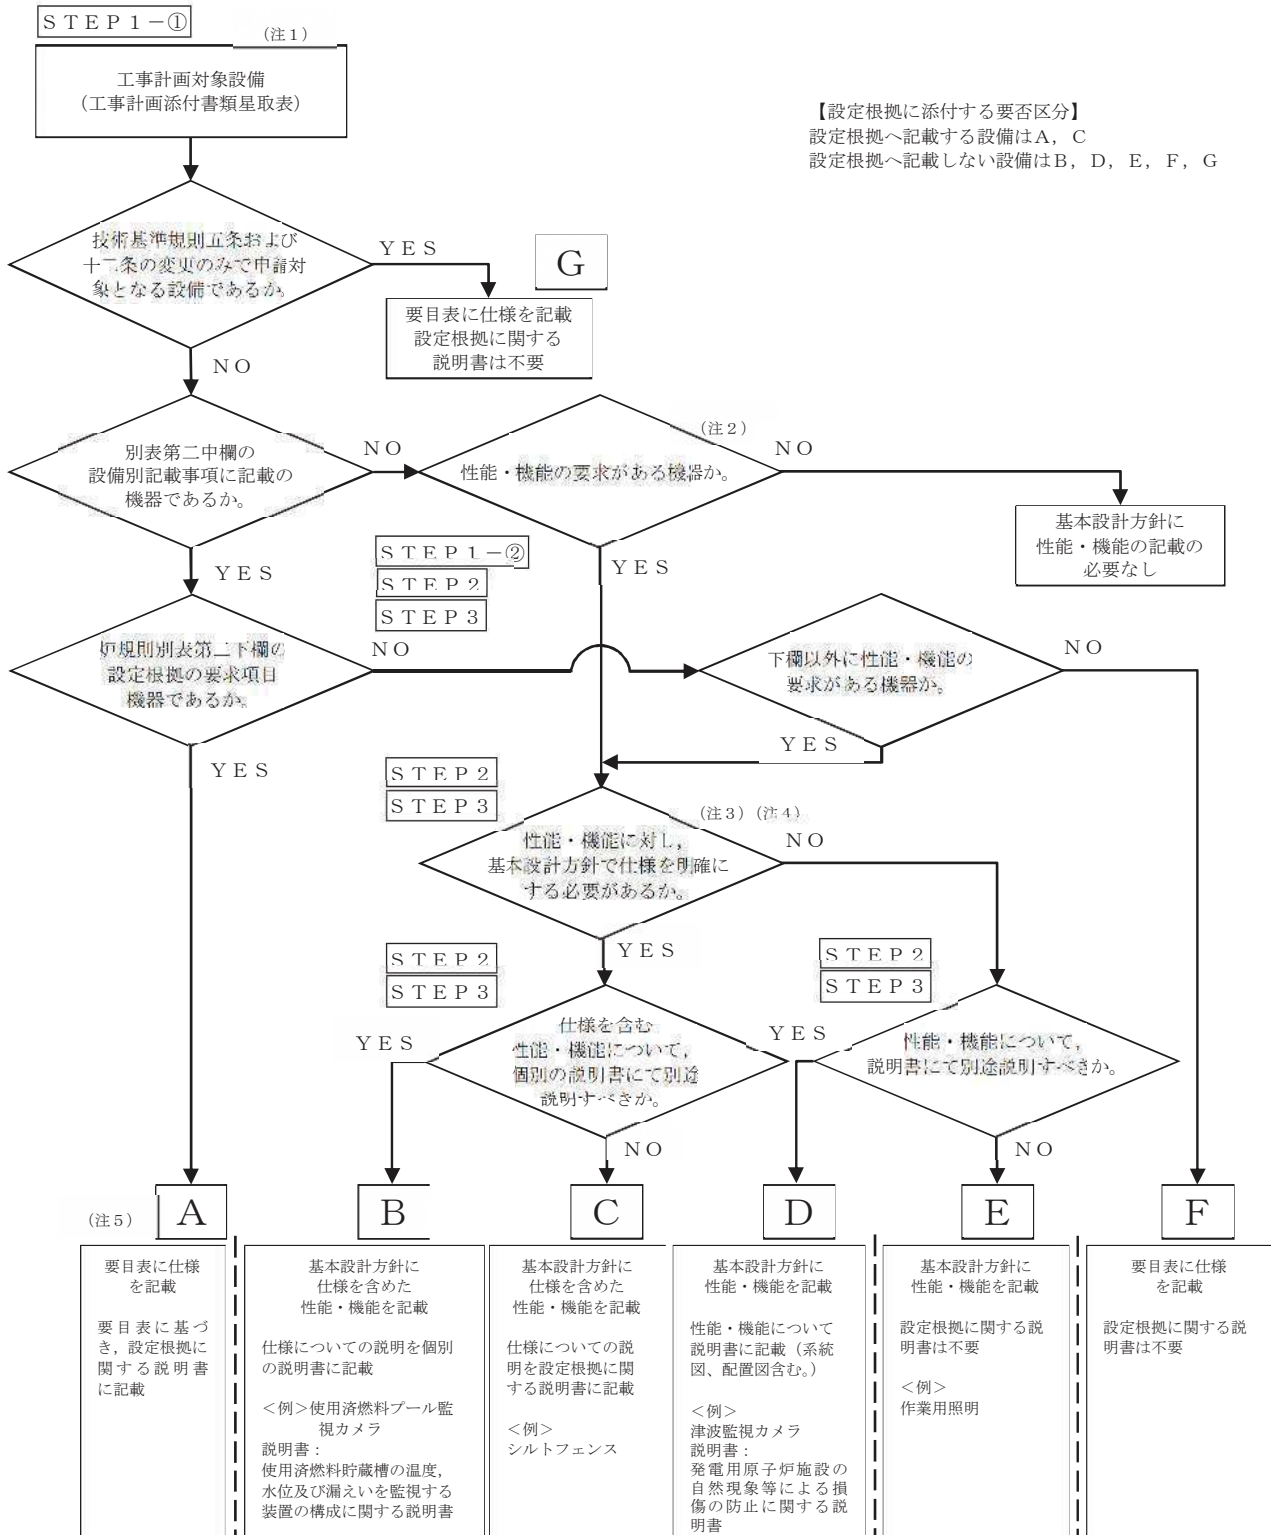 STEP1-①
(注1)
工事計画対象設備
(工事計画添付書類星取表)
【設定根拠に添付する要否区分】
設定根拠へ記載する設備はA，C
設定根拠へ記載しない設備はB，D，E，F，G
技術基準規則五条および
十二条の変更のみで申請対
象となる設備であるか。
YES
G
要目表に仕様を記載
設定根拠に関する
説明書は不要
NO
別表第二中欄の
設備別記載事項に記載の
機器であるか。
NO
(注2)
性能・機能の要求がある機器か。
NO
基本設計方針に
性能・機能の記載の
必要なし
YES
STEP1-②
STEP2
STEP3
YES
炉規則別表第二下欄の
設定根拠の要求項目
機器であるか。
NO
下欄以外に性能・機能の
要求がある機器か。
NO
YES
YES
STEP2
STEP3
(注3)(注4)
性能・機能に対し，
基本設計方針で仕様を明確に
する必要があるか。
NO
YES
STEP2
STEP3
STEP2
STEP3
仕様を含む
性能・機能について，
個別の説明書にて別途
説明すべきか。
YES
NO
YES
性能・機能について，
説明書にて別途説明すべきか。
NO
(注5)
A
要目表に仕様
を記載
要目表に基づ
き，設定根拠に
関する説明書
に記載
B
基本設計方針に
仕様を含めた
性能・機能を記載
仕様についての説明を個別
の説明書に記載
＜例＞使用済燃料プール監
視カメラ
説明書：
使用済燃料貯蔵槽の温度，
水位及び漏えいを監視する
装置の構成に関する説明書
C
基本設計方針に
仕様を含めた
性能・機能を記載
仕様についての説
明を設定根拠に関
する説明書に記載
＜例＞
シルトフェンス
D
基本設計方針に
性能・機能を記載
性能・機能について
説明書に記載（系統
図、配置図含む。）
＜例＞
津波監視カメラ
説明書：
発電用原子炉施設の
自然現象等による損
傷の防止に関する説
明書
E
基本設計方針に
性能・機能を記載
設定根拠に関する説
明書は不要
＜例＞
作業用照明
F
要目表に仕様
を記載
設定根拠に関する説
明書は不要